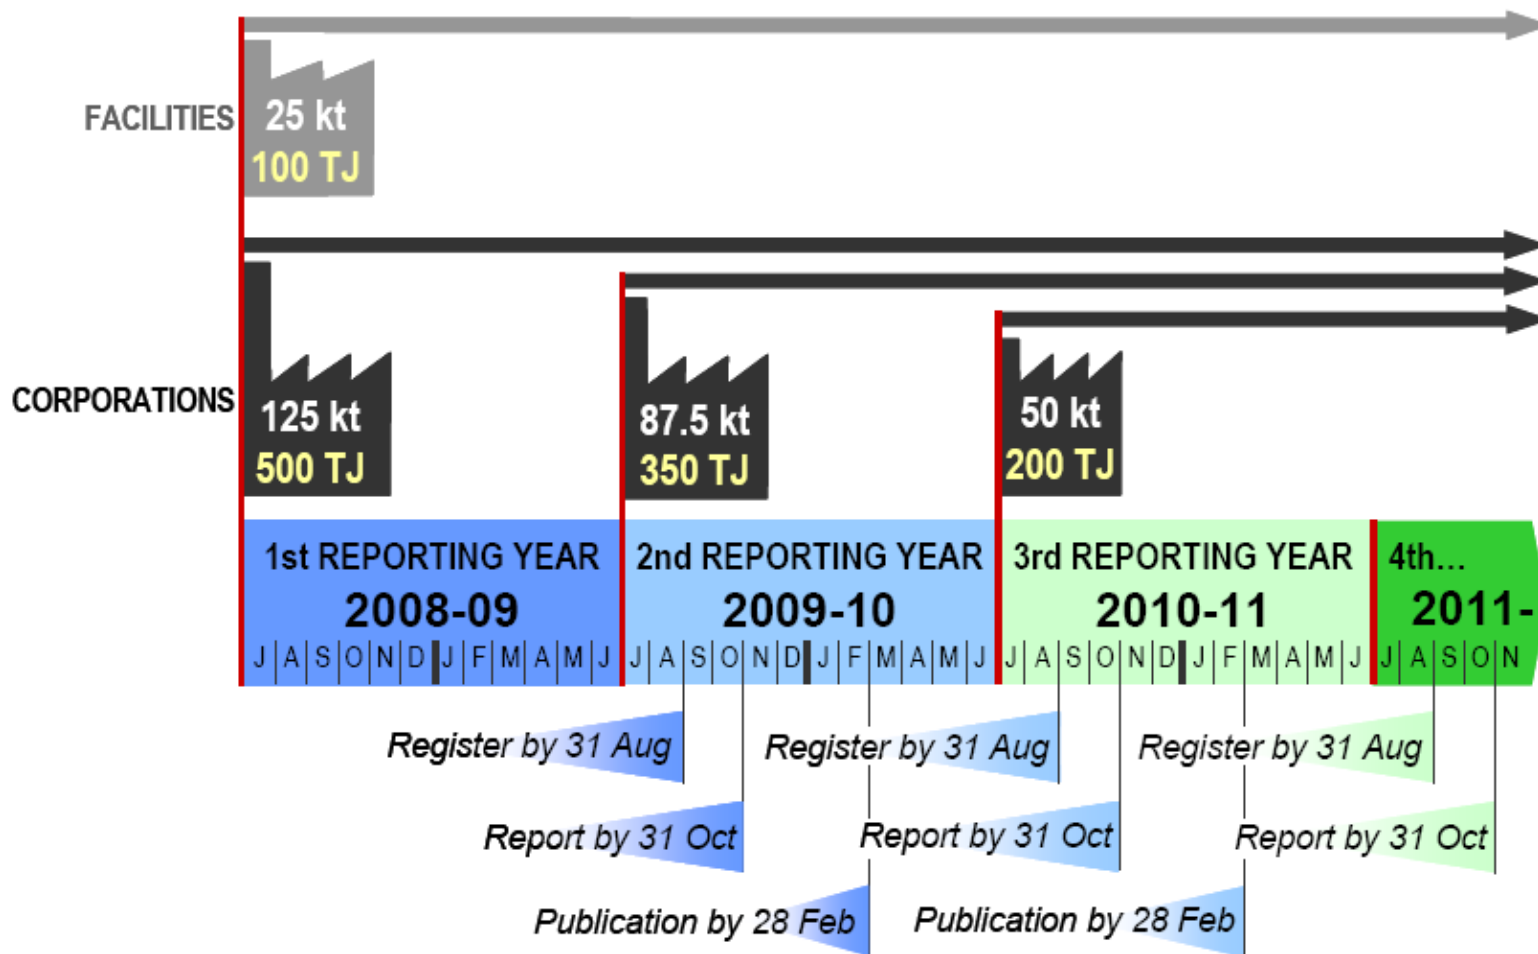 FACILITIES
25 kt
100 TJ
CORPORATIONS
125 kt
500 TJ
87.5 kt
350 TJ
50 kt
200 TJ
1st REPORTING YEAR
2008-09
J A S O N D J F M A M J
2nd REPORTING YEAR
2009-10
J A S O N D J F M A M J
3rd REPORTING YEAR
2010-11
J A S O N D J F M A M J
4th...
2011-
J A S O N
Register by 31 Aug
Register by 31 Aug
Register by 31 Aug
Report by 31 Oct
Report by 31 Oct
Report by 31 Oct
Publication by 28 Feb
Publication by 28 Feb